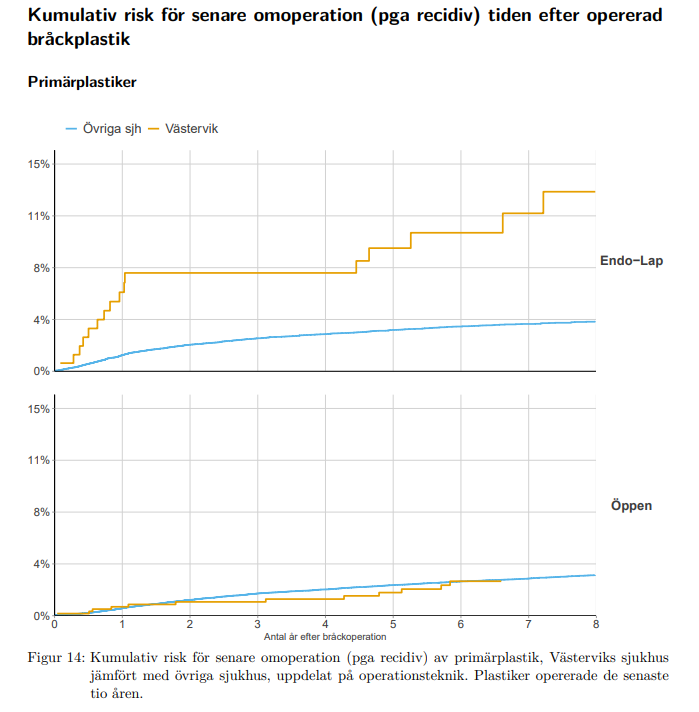 Kumulativ risk för senare omoperation (pga recidiv) tiden efter opererad
bråckplastik
Primärplastiker
Övriga sjh Västervik
15%
11%
8%
4%
0%
Endo-Lap
15%
11%
8%
4%
0%
Öppen
0 1 2 3 4 5 6 7 8
Antal år efter bråckoperation
Figur 14: Kumulativ risk för senare omoperation (pga recidiv) av primärplastik, Västerviks sjukhus
jämfört med övriga sjukhus, uppdelat på operationsteknik. Plastiker opererade de senaste
tio åren.